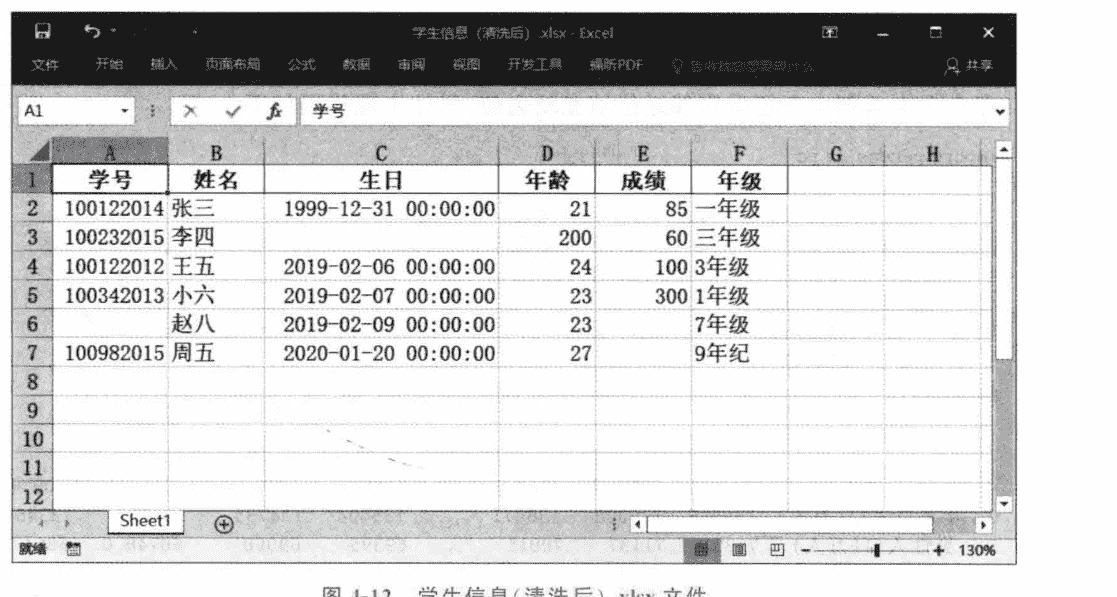 学生信息（清洗后）.xlsx - Excel
文件 开始 插入 页面布局 公式 数据 审阅 视图 开发工具 福昕PDF 共享
A1 学号
A B C D E F G H
1 学号 姓名 生日 年龄 成绩 年级
2 100122014 张三 1999-12-31 00:00:00 21 85 一年级
3 100232015 李四 200 60 三年级
4 100122012 王五 2019-02-06 00:00:00 24 100 3年级
5 100342013 小六 2019-02-07 00:00:00 23 300 1年级
6 赵八 2019-02-09 00:00:00 23 7年级
7 100982015 周五 2020-01-20 00:00:00 27 9年纪
8
9
10
11
12
Sheet1
就绪 130%
图 4-12 学生信息(清洗后).xlsx 文件